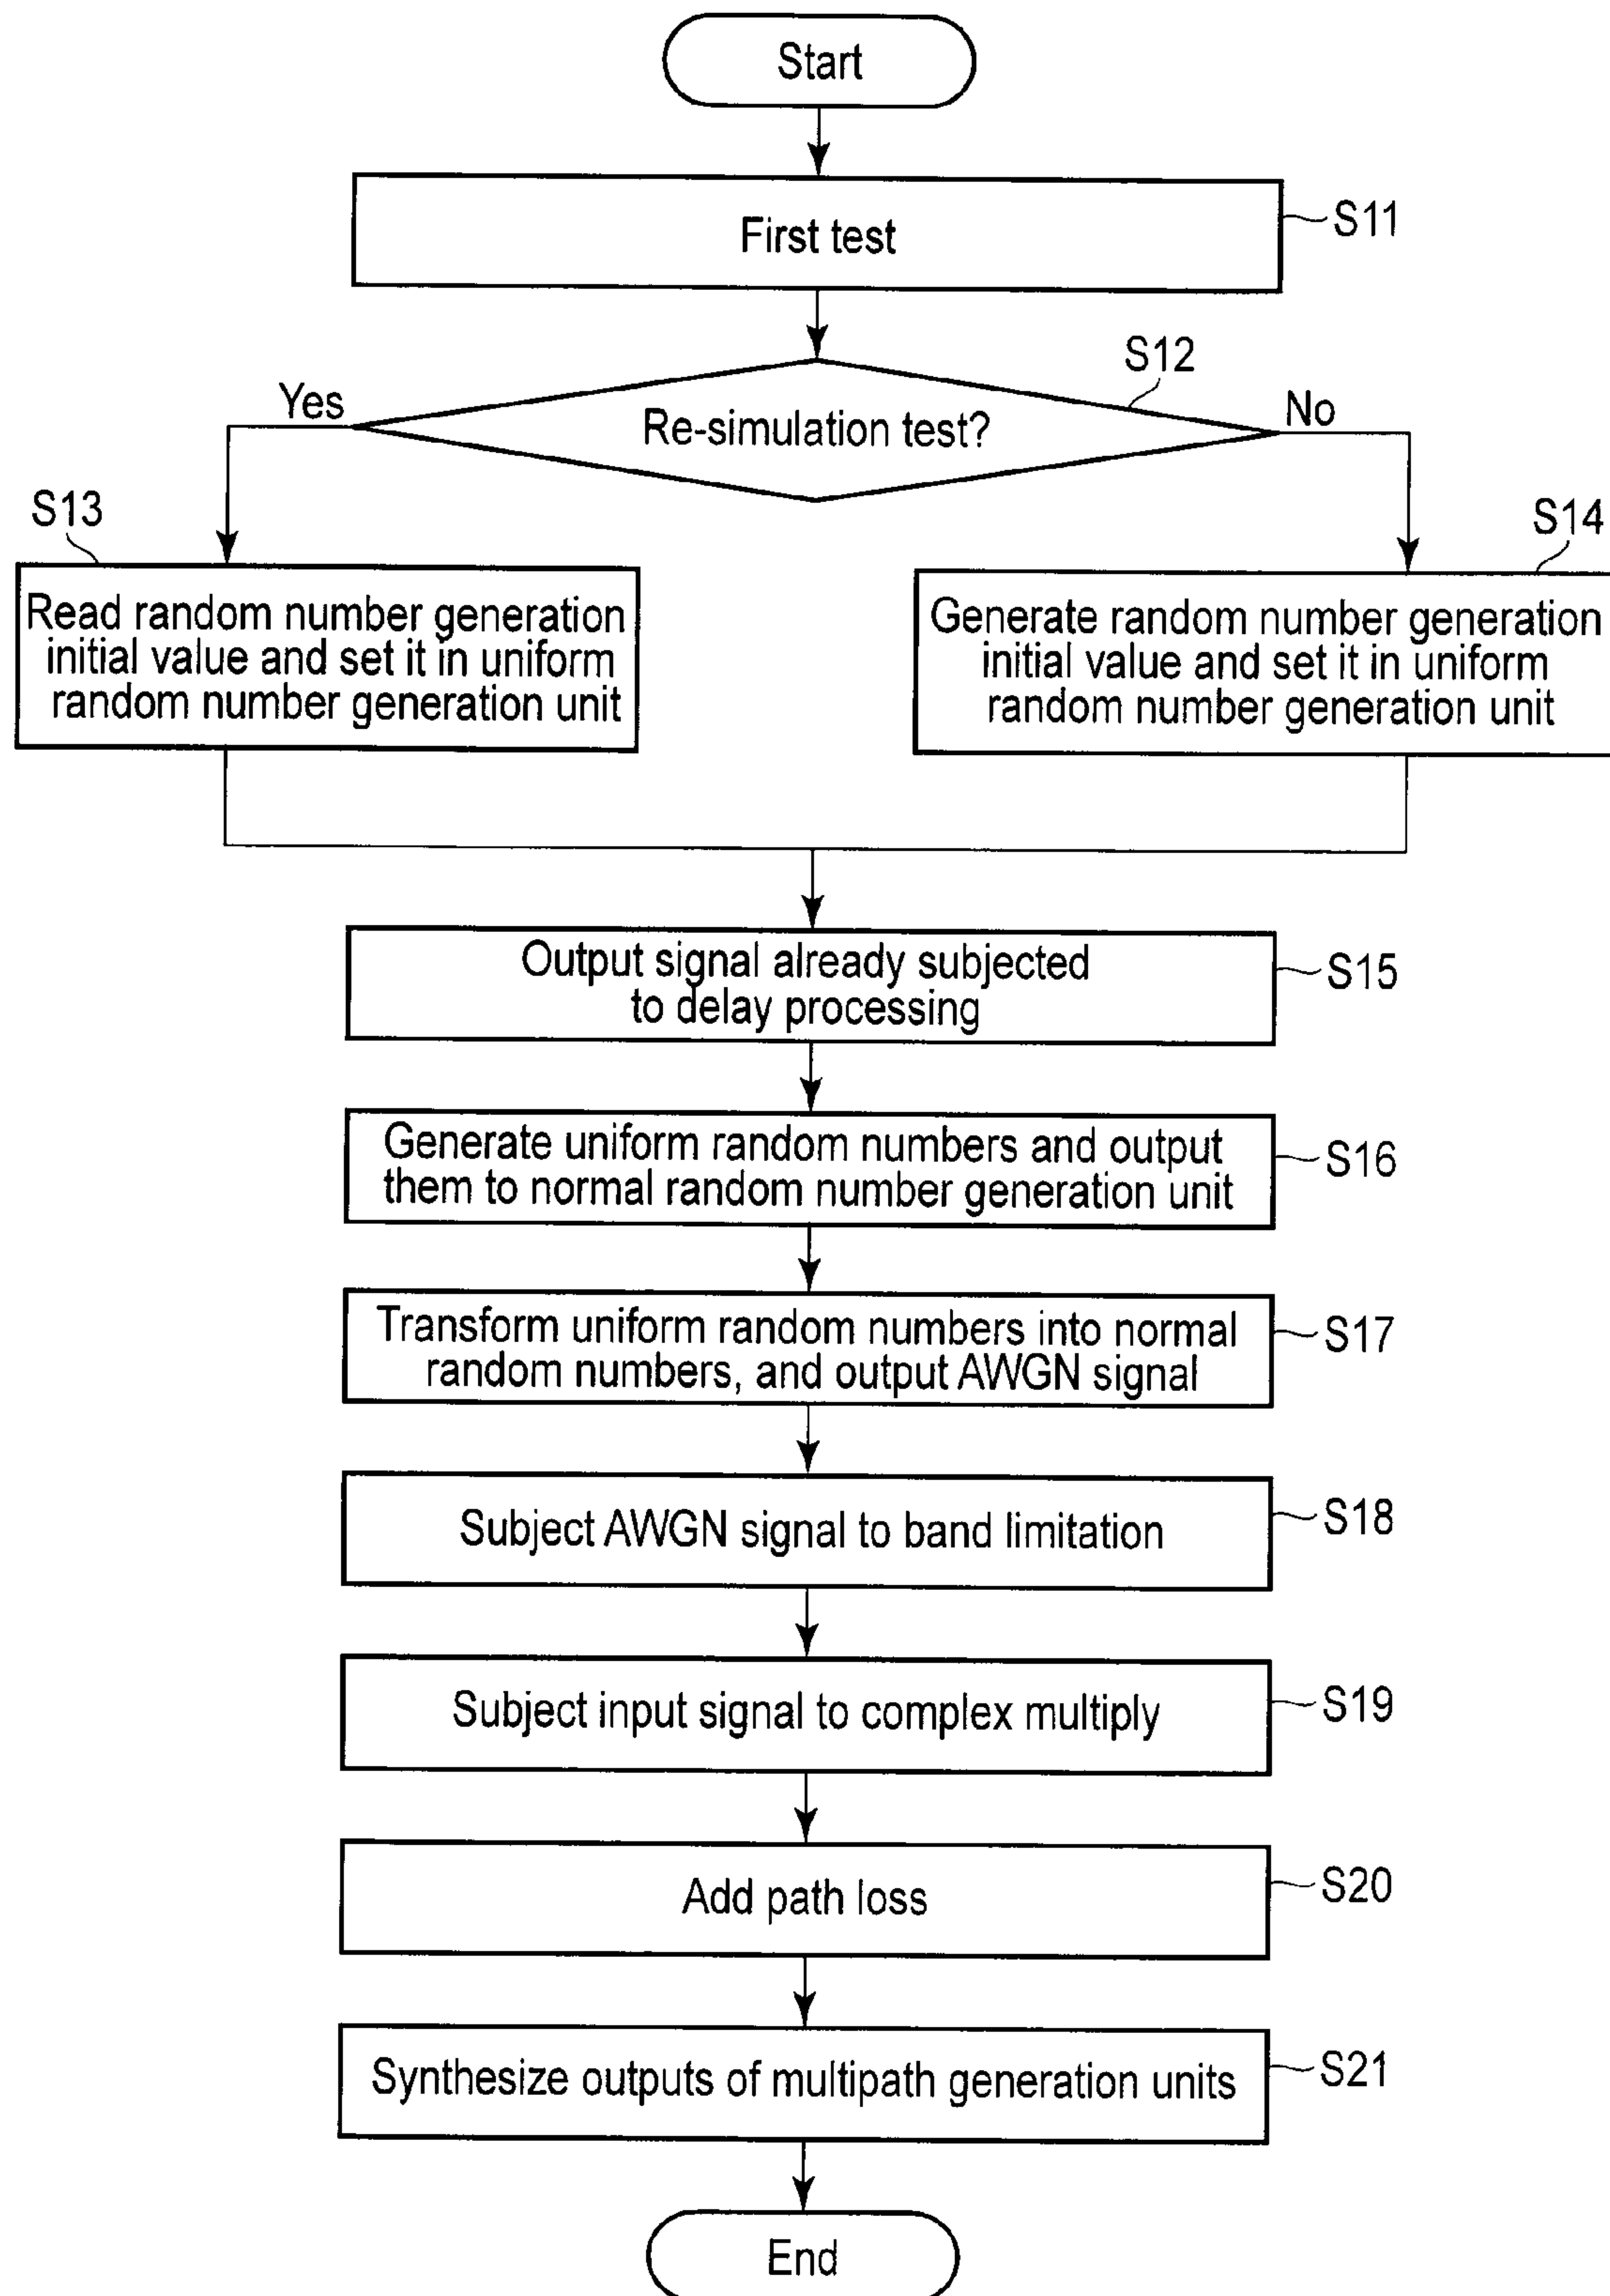 Start
First test
S11
S12
Yes
Re-simulation test?
No
S13
S14
Read random number generation
initial value and set it in uniform
random number generation unit
Generate random number generation
initial value and set it in uniform
random number generation unit
Output signal already subjected
to delay processing
S15
Generate uniform random numbers and output
them to normal random number generation unit
S16
Transform uniform random numbers into normal
random numbers, and output AWGN signal
S17
Subject AWGN signal to band limitation
S18
Subject input signal to complex multiply
S19
Add path loss
S20
Synthesize outputs of multipath generation units
S21
End